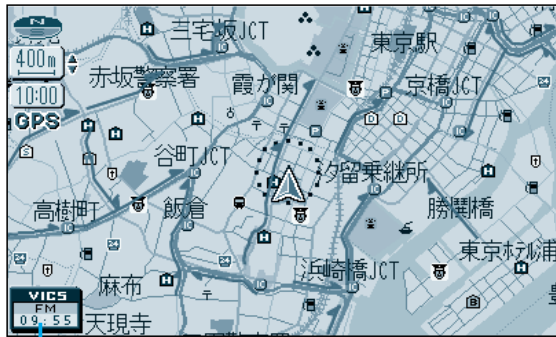 N
三宅坂JCT
東京駅
400m
赤坂警察署
霞が関
京橋JCT
10:00
GPS
谷町JCT
汐留乗継所
高樹町
飯倉
勝鬨橋
東京ホテル浦
浜崎橋JCT
麻布
VICS
FM
09:55
天現寺